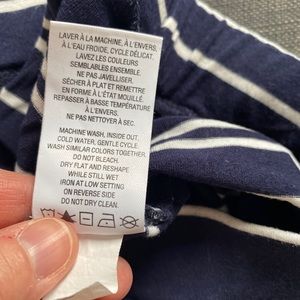 LAVER À LA MACHINE, À L'ENVERS,
À L'EAU FROIDE, CYCLE DÉLICAT.
LAVEZ LES COULEURS
SEMBLABLES ENSEMBLE.
NE PAS JAVELLISER.
SÉCHER À PLAT ET REMETTRE
EN FORME EN ÉTAT MOUILLÉ.
REPASSER À BASSE TEMPÉRATURE
À L'ENVERS.
NE PAS NETTOYER À SEC.
MACHINE WASH, INSIDE OUT,
COLD WATER, GENTLE CYCLE.
WASH SIMILAR COLORS TOGETHER.
DO NOT BLEACH.
DRY FLAT AND RESHAPE
WHILE STILL WET
IRON AT LOW SETTING
ON REVERSE SIDE
DO NOT DRY CLEAN.